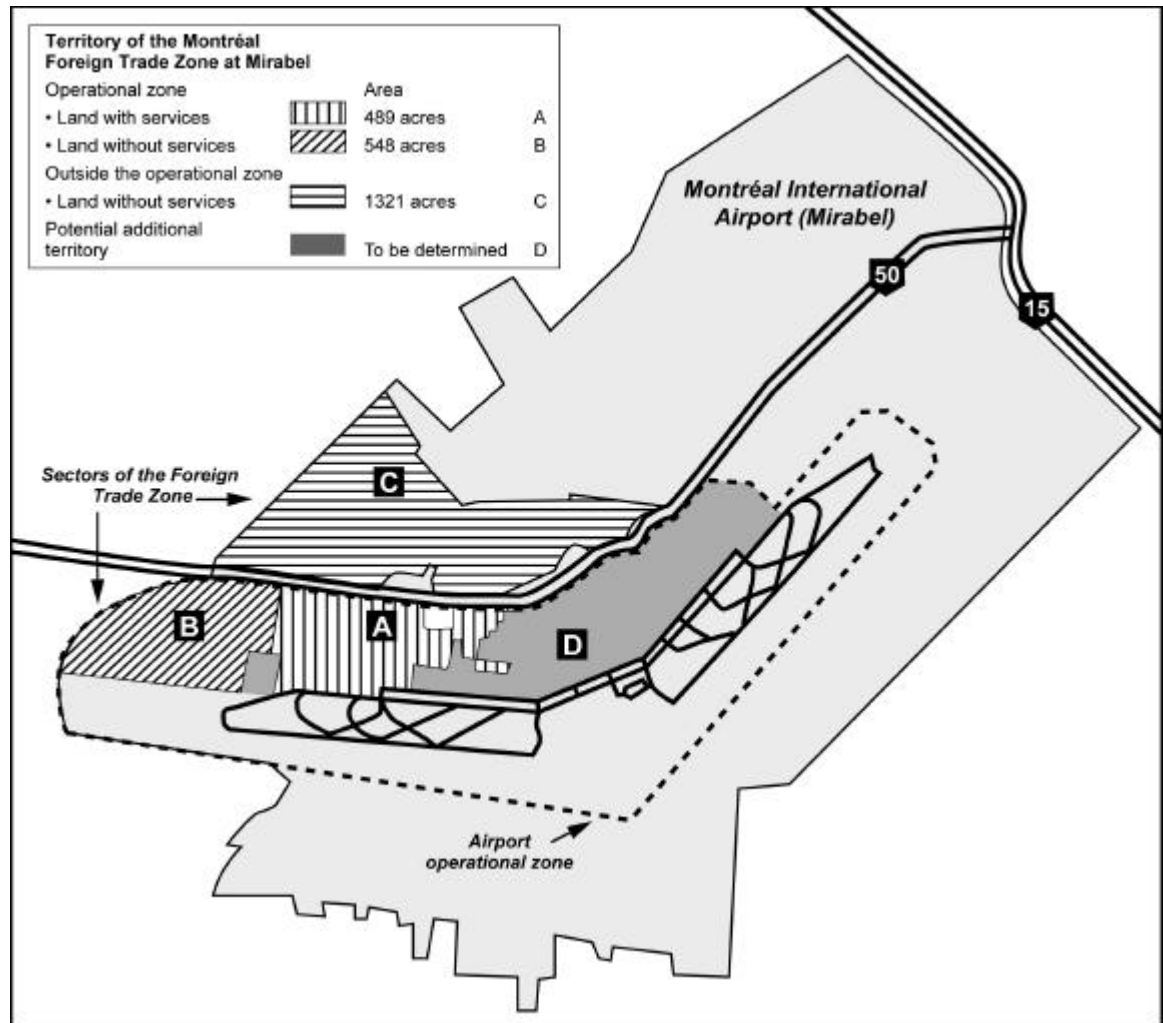 Territory of the Montréal
Foreign Trade Zone at Mirabel
Operational zone Area
• Land with services 489 acres A
• Land without services 548 acres B
Outside the operational zone
• Land without services 1321 acres C
Potential additional
territory To be determined D
Montréal International
Airport (Mirabel)
50
15
Sectors of the Foreign
Trade Zone
C
B
A
D
Airport
operational zone